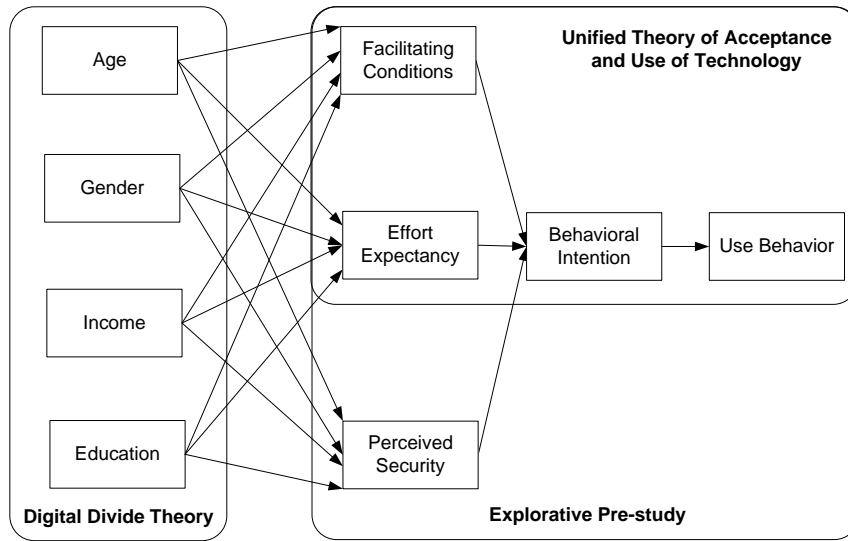 Age
Gender
Income
Education
Digital Divide Theory
Facilitating
Conditions
Unified Theory of Acceptance
and Use of Technology
Effort
Expectancy
Behavioral
Intention
Use Behavior
Perceived
Security
Explorative Pre-study